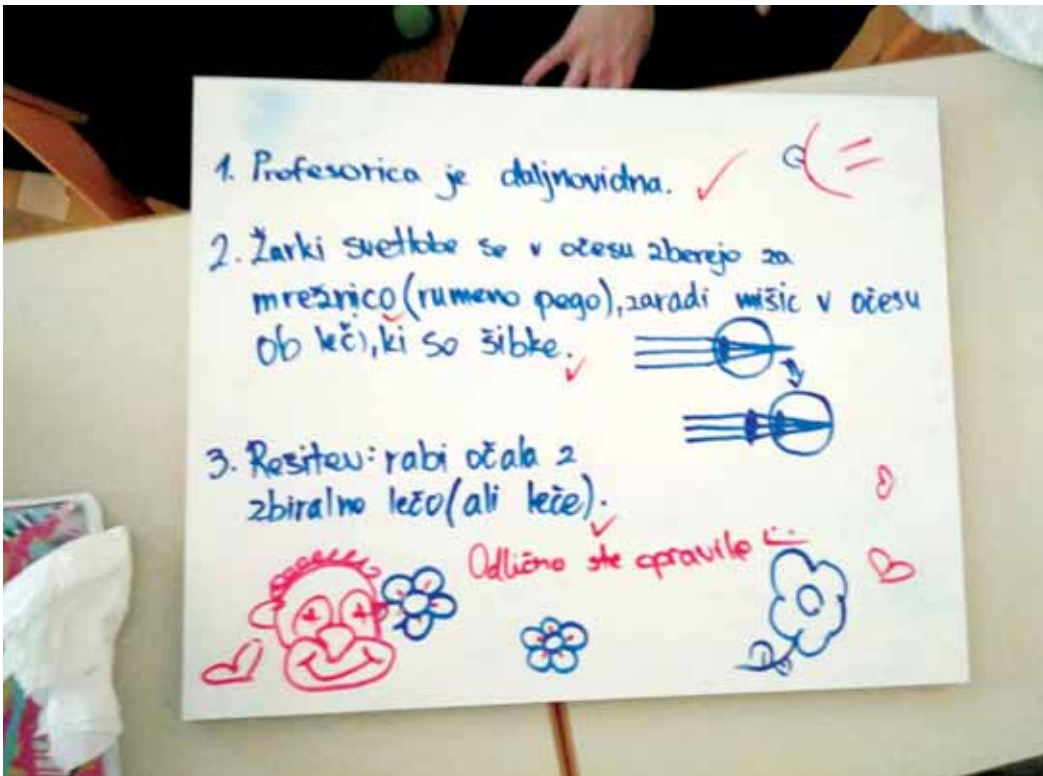 1. Profesorica je daljnovidna.
2. Žarki svetlobe se v očesu zberejo za
mrežnico (rumeno pego), zaradi mišic v očesu
ob leči, ki so šibke.
3. Rešitev: rabi očala z
zbiralno lečo (ali leče).
Odlično ste opravile